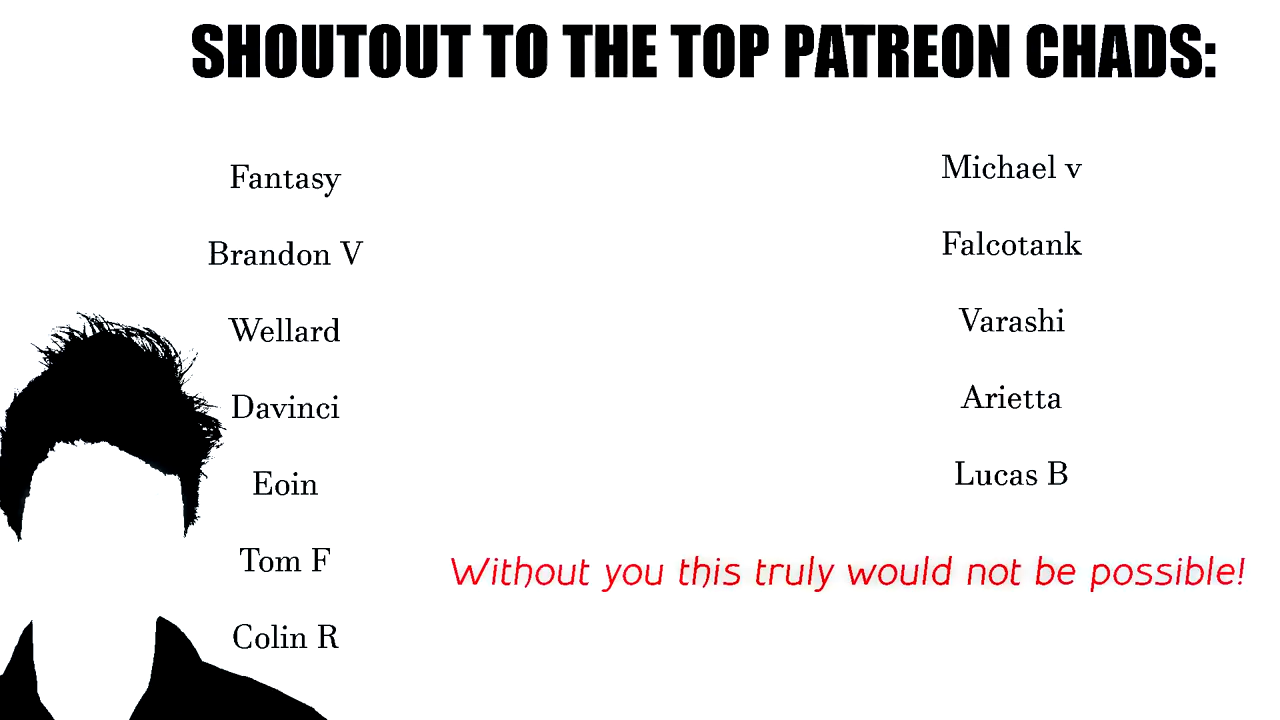 SHOUTOUT TO THE TOP PATREON CHADS:
Fantasy
Brandon V
Wellard
Davinci
Eoin
Tom F
Colin R
Michael v
Falcotank
Varashi
Arietta
Lucas B
Without you this truly would not be possible!